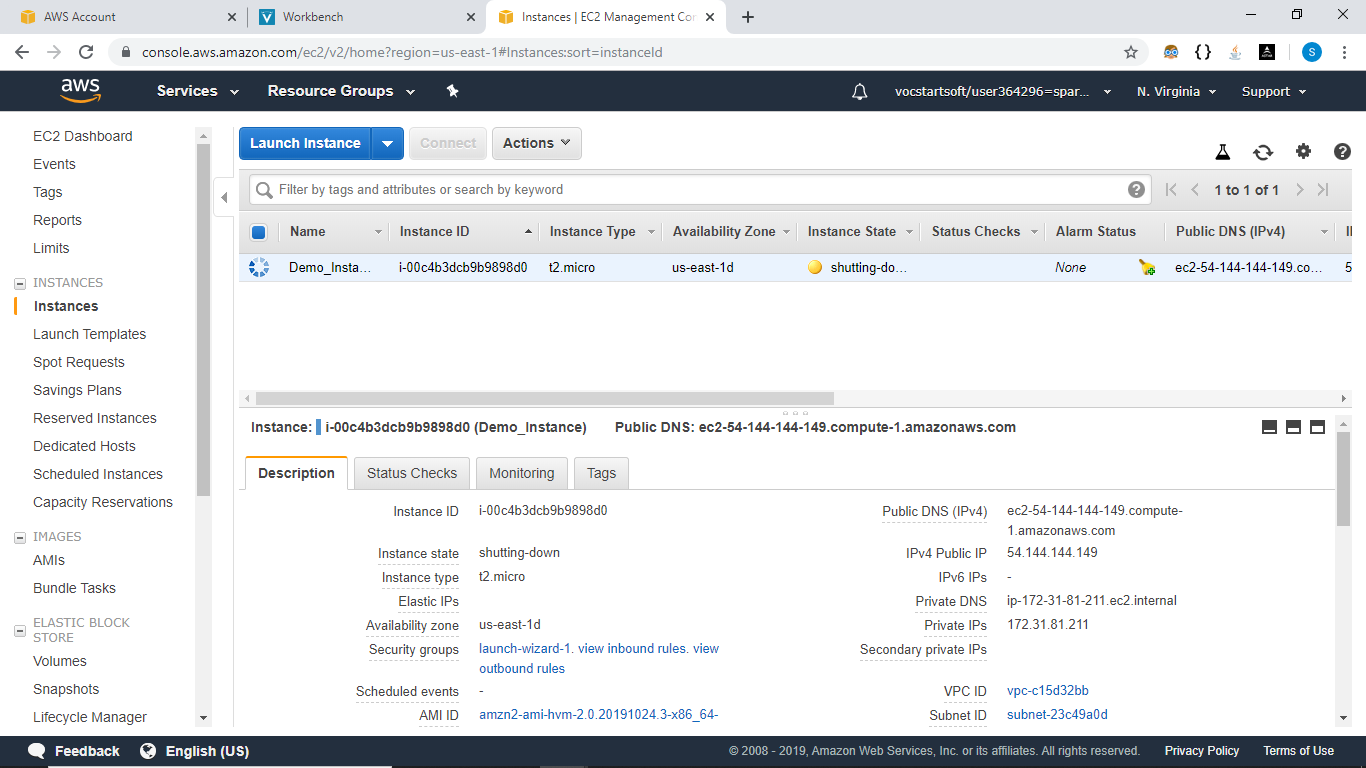 AWS Account
Workbench
Instances | EC2 Management Con
console.aws.amazon.com/ec2/v2/home?region=us-east-1#Instances:sort=instanceId
S
aws
Services
Resource Groups
vocstartsoft/user364296=spar...
N. Virginia
Support
EC2 Dashboard
Events
Tags
Reports
Limits
INSTANCES
Instances
Launch Templates
Spot Requests
Savings Plans
Reserved Instances
Dedicated Hosts
Scheduled Instances
Capacity Reservations
IMAGES
AMIs
Bundle Tasks
ELASTIC BLOCK
STORE
Volumes
Snapshots
Lifecycle Manager
Launch Instance
Connect
Actions
Filter by tags and attributes or search by keyword
1 to 1 of 1
Name Instance ID Instance Type Availability Zone Instance State Status Checks Alarm Status Public DNS (IPv4)
Demo_Insta... i-00c4b3dcb9b9898d0 t2.micro us-east-1d shutting-do... None ec2-54-144-144-149.co... 5
Instance: i-00c4b3dcb9b9898d0 (Demo_Instance) Public DNS: ec2-54-144-144-149.compute-1.amazonaws.com
Description Status Checks Monitoring Tags
Instance ID i-00c4b3dcb9b9898d0
Instance state shutting-down
Instance type t2.micro
Elastic IPs
Availability zone us-east-1d
Security groups launch-wizard-1. view inbound rules. view
outbound rules
Scheduled events -
AMI ID amzn2-ami-hvm-2.0.20191024.3-x86_64-
Public DNS (IPv4) ec2-54-144-144-149.compute-
1.amazonaws.com
IPv4 Public IP 54.144.144.149
IPv6 IPs -
Private DNS ip-172-31-81-211.ec2.internal
Private IPs 172.31.81.211
Secondary private IPs
VPC ID vpc-c15d32bb
Subnet ID subnet-23c49a0d
Feedback
English (US)
© 2008 - 2019, Amazon Web Services, Inc. or its affiliates. All rights reserved.
Privacy Policy
Terms of Use